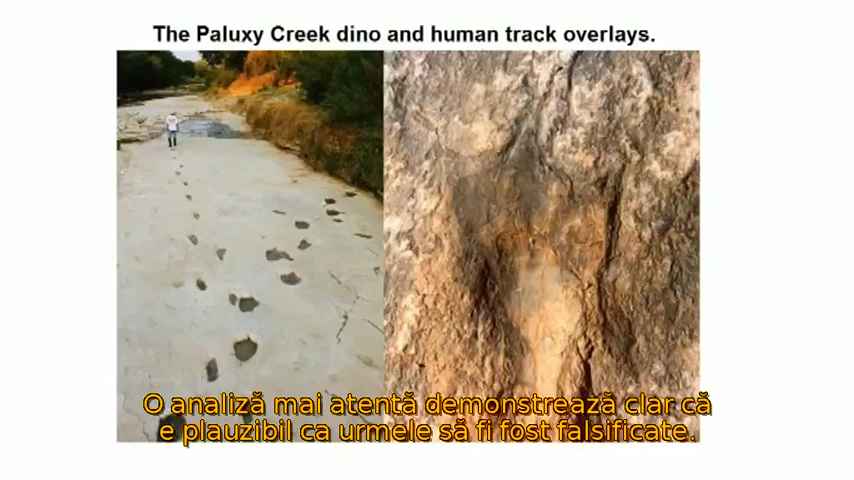 The Paluxy Creek dino and human track overlays.
O analiză mai atentă demonstrează clar că
e plauzibil ca urmele să fi fost falsificate.